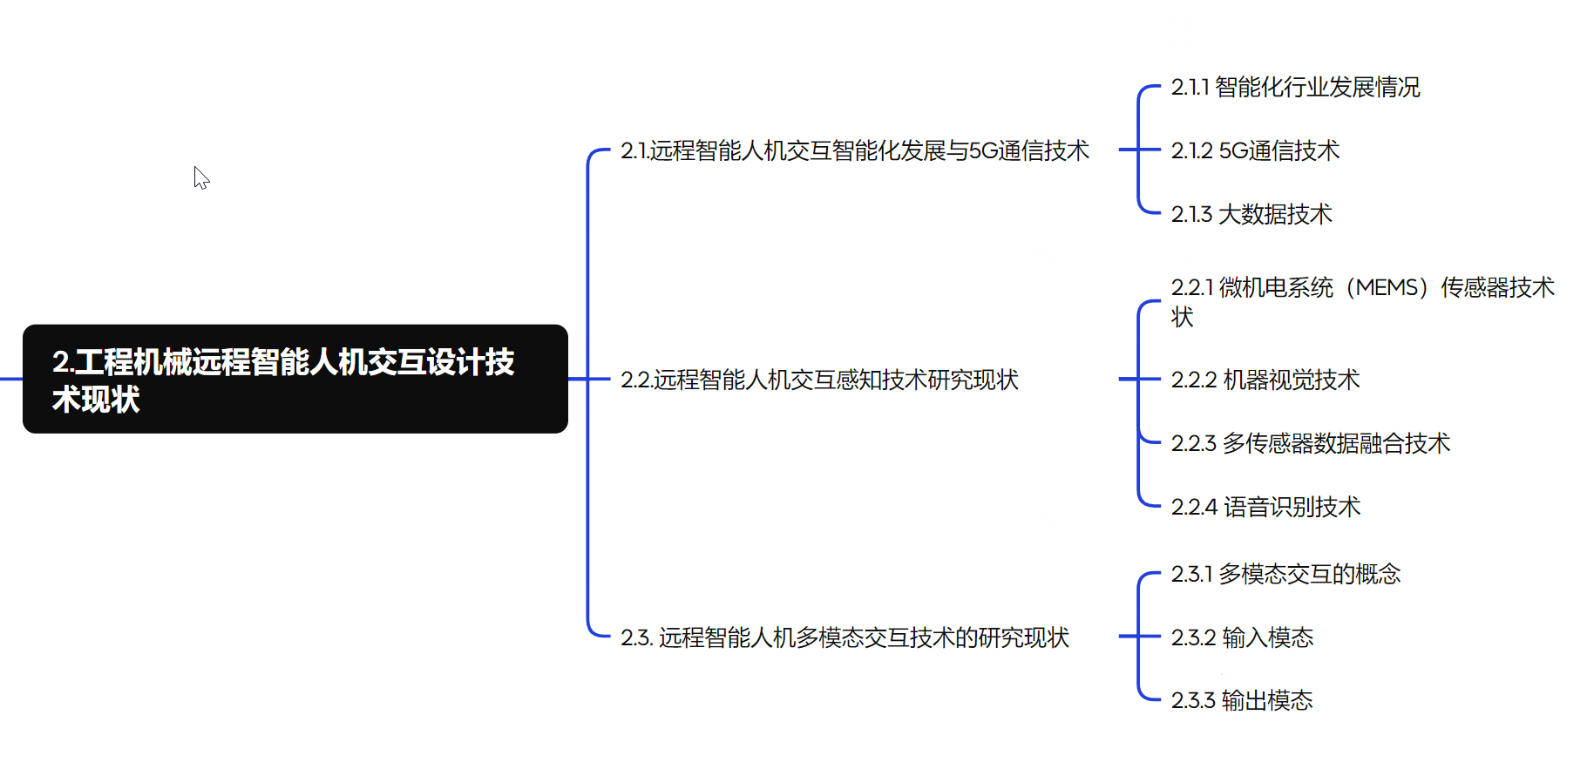 2.工程机械远程智能人机交互设计技
术现状
2.1.远程智能人机交互智能化发展与5G通信技术
2.1.1 智能化行业发展情况
2.1.2 5G通信技术
2.1.3 大数据技术
2.2.远程智能人机交互感知技术研究现状
2.2.1 微机电系统（MEMS）传感器技术
状
2.2.2 机器视觉技术
2.2.3 多传感器数据融合技术
2.2.4 语音识别技术
2.3. 远程智能人机多模态交互技术的研究现状
2.3.1 多模态交互的概念
2.3.2 输入模态
2.3.3 输出模态